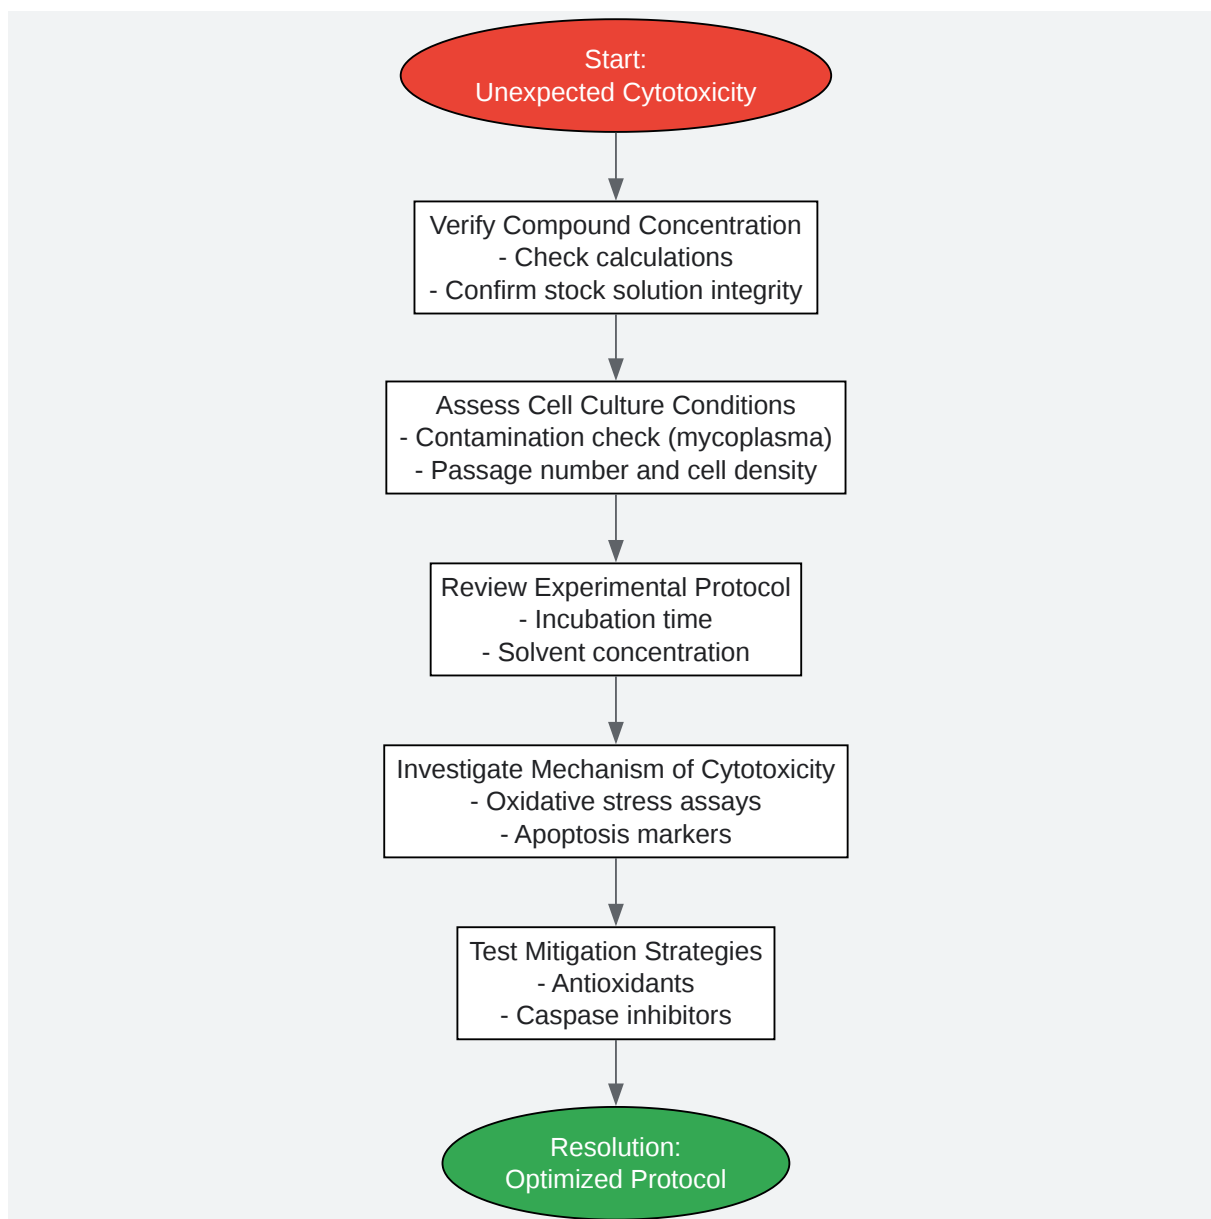 Start:
Unexpected Cytotoxicity
Verify Compound Concentration
- Check calculations
- Confirm stock solution integrity
Assess Cell Culture Conditions
- Contamination check (mycoplasma)
- Passage number and cell density
Review Experimental Protocol
- Incubation time
- Solvent concentration
Investigate Mechanism of Cytotoxicity
- Oxidative stress assays
- Apoptosis markers
Test Mitigation Strategies
- Antioxidants
- Caspase inhibitors
Resolution:
Optimized Protocol